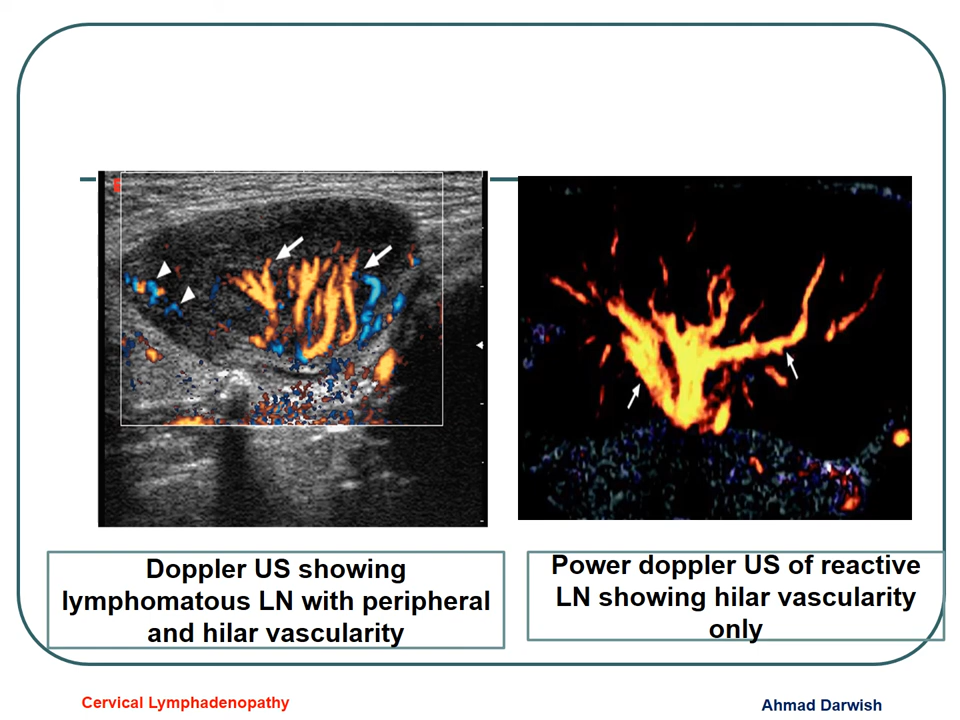 Doppler US showing
lymphomatous LN with peripheral
and hilar vascularity
Power doppler US of reactive
LN showing hilar vascularity
only
Cervical Lymphadenopathy
Ahmad Darwish